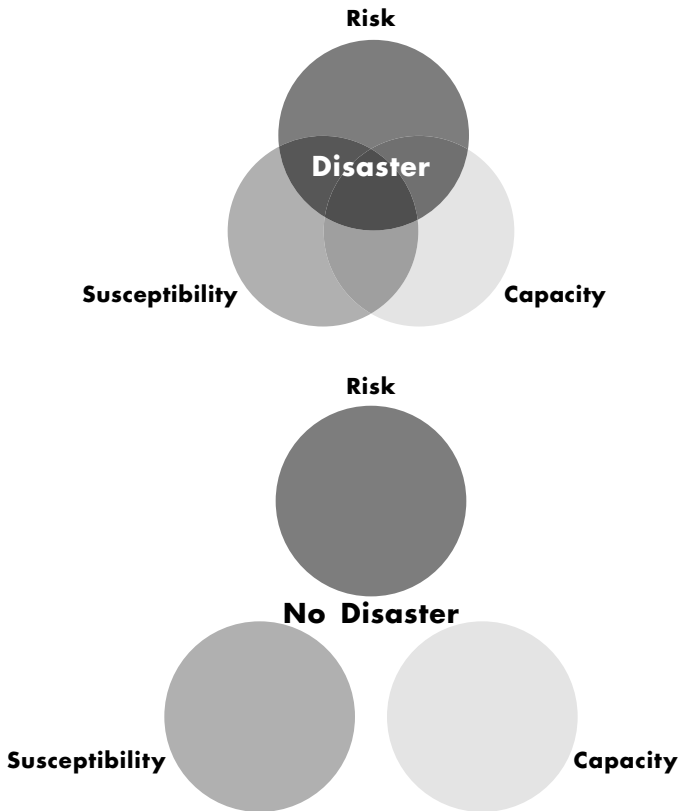 Risk
Disaster
Susceptibility
Capacity
Risk
No Disaster
Susceptibility
Capacity